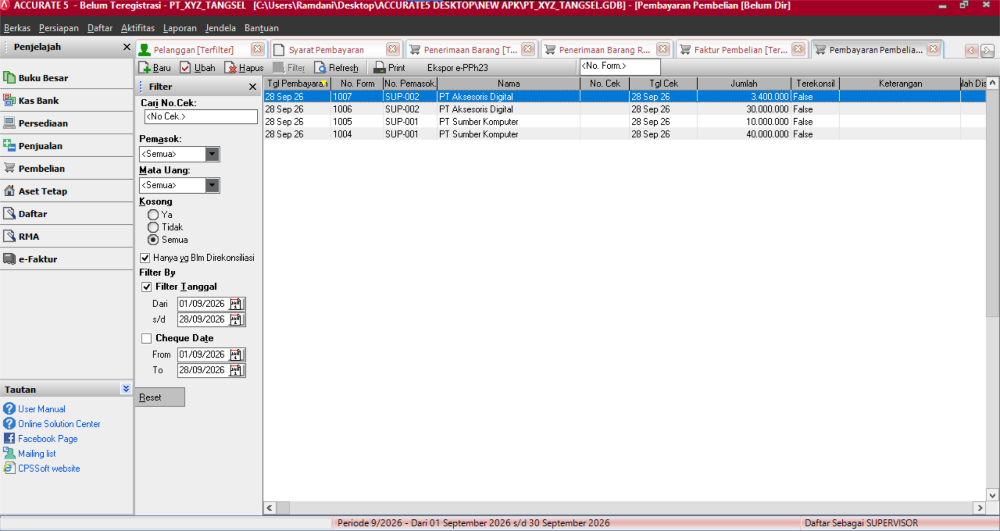 ACCURATE 5 - Belum Teregistrasi - PT_XYZ_TANGSEL [C:\Users\Ramdani\Desktop\ACCURATE5 DESKTOP\NEW APK\PT_XYZ_TANGSEL.GDB] - [Pembayaran Pembelian [Belum Dir]
Berkas Persiapan Daftar Aktifitas Laporan Jendela Bantuan
Penjelajah
Pelanggan [Terfilter] Syarat Pembayaran Penerimaan Barang [T... Penerimaan Barang R... Faktur Pembelian [Ter... Pembayaran Pembelia...
Baru Ubah Hapus Filter Refresh Print Ekspor e-PPh23 <No. Form.>
Buku Besar
Kas Bank
Persediaan
Penjualan
Pembelian
Aset Tetap
Daftar
RMA
e-Faktur
Tautan
User Manual
Online Solution Center
Facebook Page
Mailing list
CPSSoft website
Filter
Cari No.Cek:
<No Cek.>
Pemasok:
<Semua>
Mata Uang:
<Semua>
Kosong
Ya
Tidak
Semua
Hanya yg Blm Direkonsiliasi
Filter By
Filter Tanggal
Dari 01/09/2026
s/d 28/09/2026
Cheque Date
From 01/09/2026
To 28/09/2026
Reset
Tgl Pembayaran No. Form No. Pemasok. Nama No. Cek Tgl Cek Jumlah Terekonsil Keterangan lah Dis
28 Sep 26 1007 SUP-002 PT Aksesoris Digital 28 Sep 26 3.400.000 False
28 Sep 26 1006 SUP-002 PT Aksesoris Digital 28 Sep 26 30.000.000 False
28 Sep 26 1005 SUP-001 PT Sumber Komputer 28 Sep 26 10.000.000 False
28 Sep 26 1004 SUP-001 PT Sumber Komputer 28 Sep 26 40.000.000 False
Periode 9/2026 - Dari 01 September 2026 s/d 30 September 2026 Daftar Sebagai SUPERVISOR